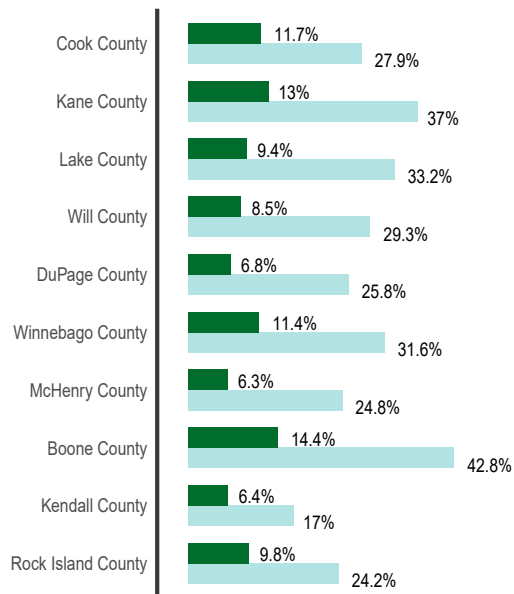 Cook County
11.7%
27.9%
Kane County
13%
37%
Lake County
9.4%
33.2%
Will County
8.5%
29.3%
DuPage County
6.8%
25.8%
Winnebago County
11.4%
31.6%
McHenry County
6.3%
24.8%
Boone County
14.4%
42.8%
Kendall County
6.4%
17%
Rock Island County
9.8%
24.2%